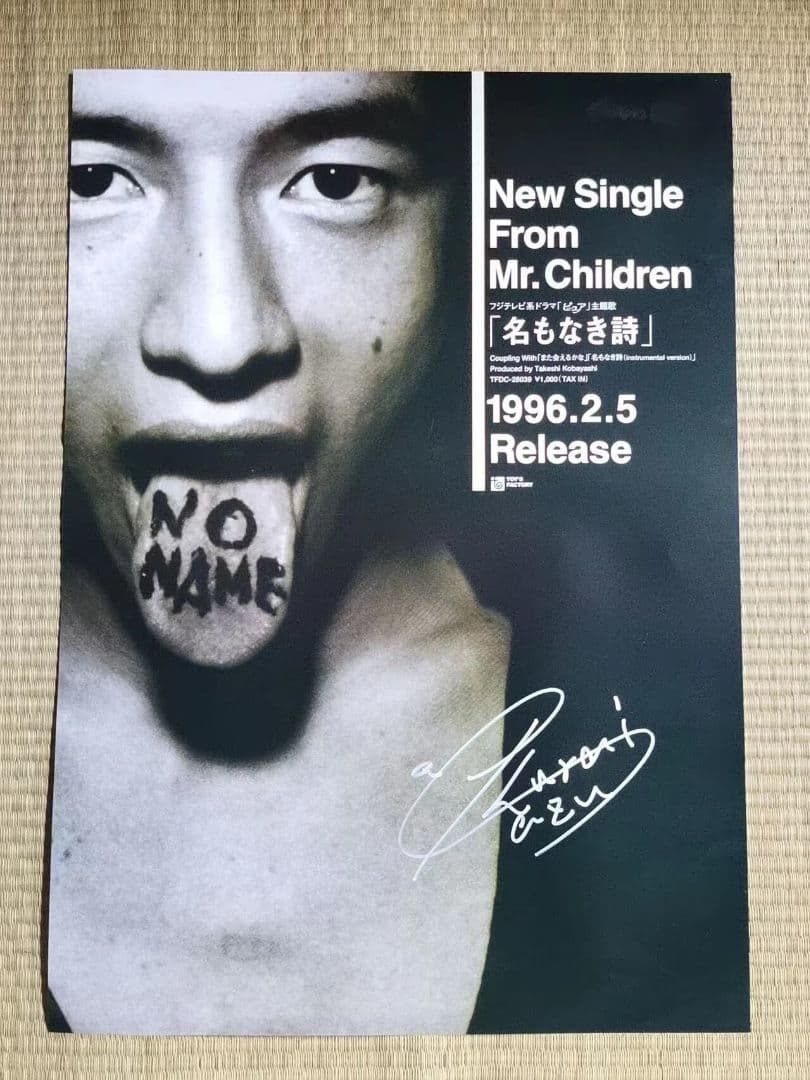 New Single
From
Mr. Children
フジテレビ系ドラマ「ピュア」主題歌
「名もなき詩」
Coupling With「また会えるかな」「名もなき詩(instrumental version)」
Produced by Takeshi Kobayashi
TFDC-28039 ¥1,000(TAX IN)
1996.2.5
Release
TOY'S
FACTORY
NO
NAME